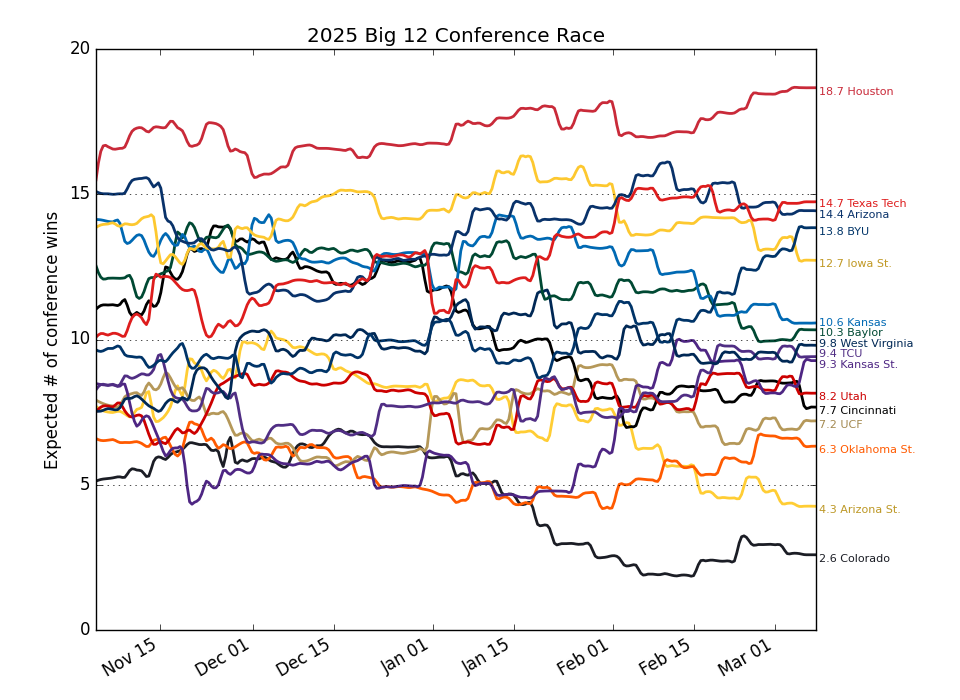 2025 Big 12 Conference Race
Expected # of conference wins
20
15
10
5
0
Nov 15
Dec 01
Dec 15
Jan 01
Jan 15
Feb 01
Feb 15
Mar 01
18.7 Houston
14.7 Texas Tech
14.4 Arizona
13.8 BYU
12.7 Iowa St.
10.6 Kansas
10.3 Baylor
9.8 West Virginia
9.4 TCU
9.3 Kansas St.
8.2 Utah
7.7 Cincinnati
7.2 UCF
6.3 Oklahoma St.
4.3 Arizona St.
2.6 Colorado